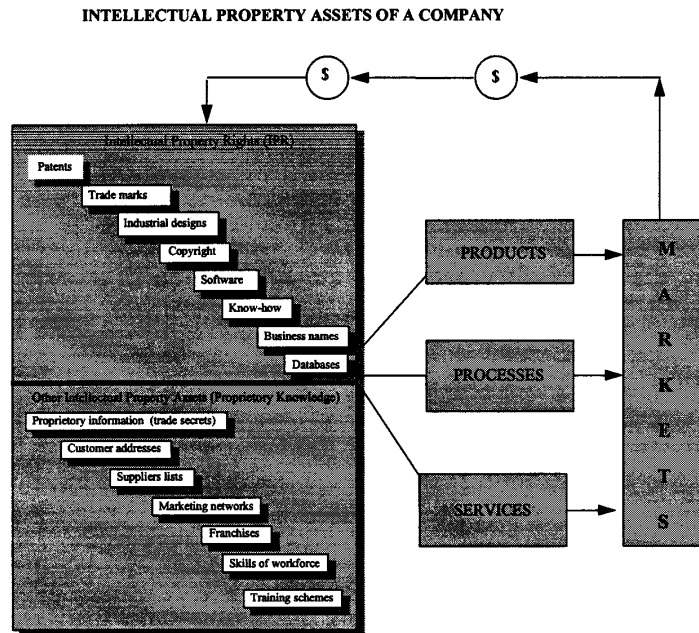 INTELLECTUAL PROPERTY ASSETS OF A COMPANY
$
$
Intellectual Property Rights (IPR)
Patents
Trade marks
Industrial designs
Copyright
Software
Know-how
Business names
Databases
Other Intellectual Property Assets (Proprietory Knowledge)
Proprietory information (trade secrets)
Customer addresses
Suppliers lists
Marketing networks
Franchises
Skills of workforce
Training schemes
PRODUCTS
PROCESSES
SERVICES
M
A
R
K
E
T
S